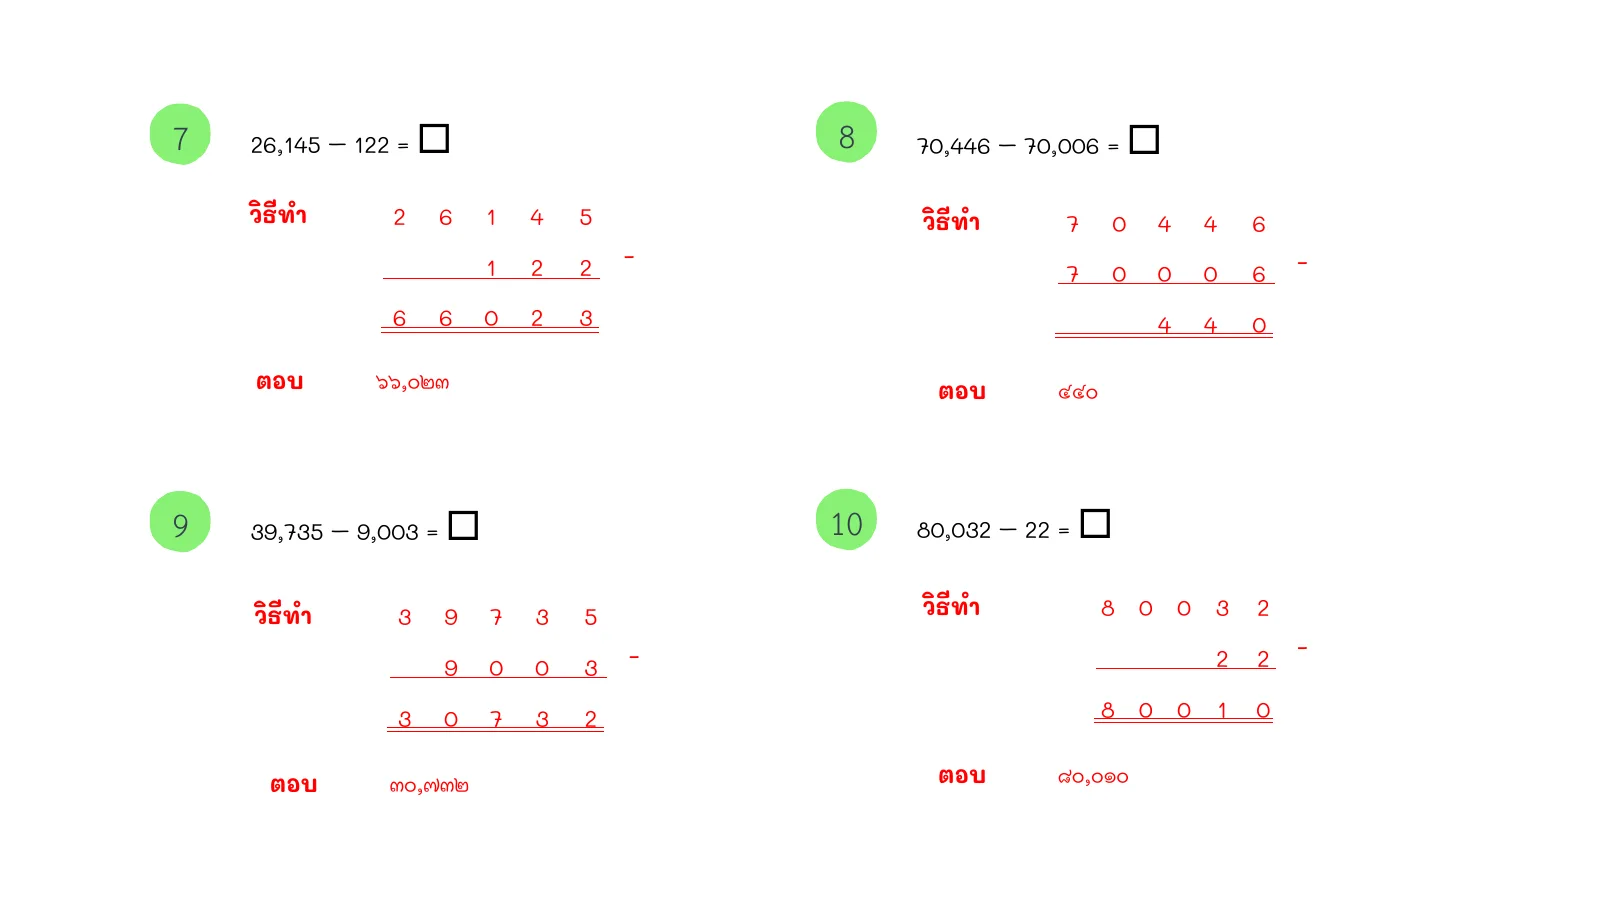 7
26,145 − 122 = □
วิธีทำ 2 6 1 4 5
1 2 2 -
6 6 0 2 3
ตอบ ๖๖,๐๒๓
8
70,446 − 70,006 = □
วิธีทำ 7 0 4 4 6
7 0 0 0 6 -
4 4 0
ตอบ ๔๔๐
9
39,735 − 9,003 = □
วิธีทำ 3 9 7 3 5
9 0 0 3 -
3 0 7 3 2
ตอบ ๓๐,๗๓๒
10
80,032 − 22 = □
วิธีทำ 8 0 0 3 2
2 2 -
8 0 0 1 0
ตอบ ๘๐,๐๑๐